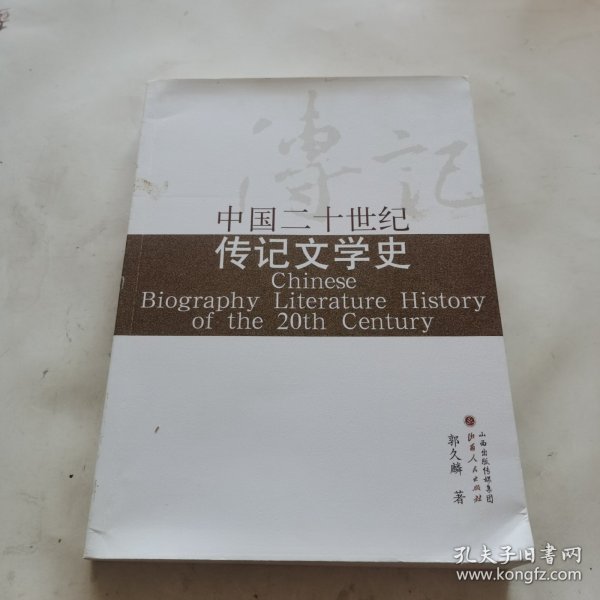 傳記
中国二十世纪
传记文学史
Chinese
Biography Literature History
of the 20th Century
郭久麟 著
山西出版传媒集团
山西人民出版社
孔夫子旧书网
www.kongfz.com